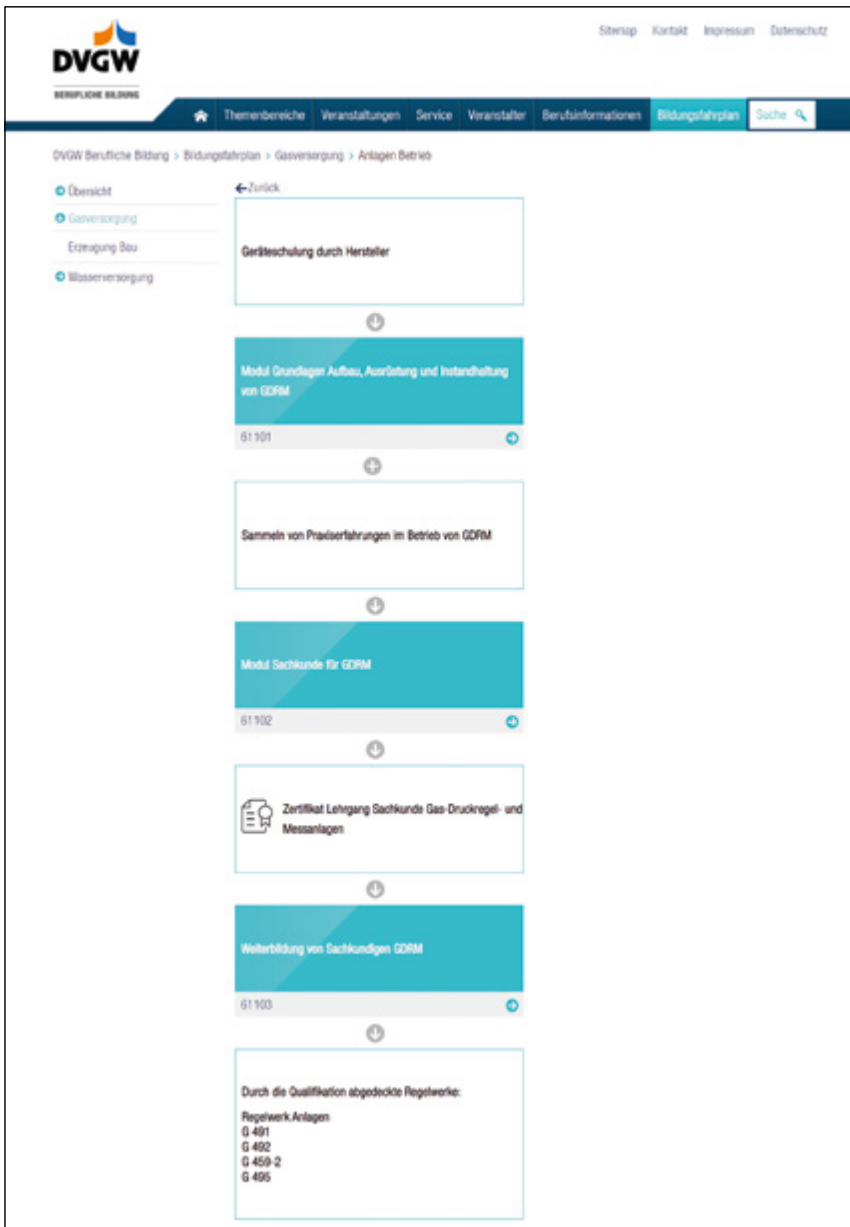 Sitemap Kontakt Impressum Datenschutz
DVGW
BERUFLICHE BILDUNG
Themenbereiche Veranstaltungen Service Veranstalter Berufsinformationen Bildungsfahrplan Suche
DVGW Berufliche Bildung > Bildungsfahrplan > Gasversorgung > Anlagen Betrieb
Übersicht
Gasversorgung
Erzeugung Bau
Wasserversorgung
←Zurück
Geräteschulung durch Hersteller
Modul Grundlagen Aufbau, Ausrüstung und Instandhaltung
von GDRM
61101
Sammeln von Praxiserfahrungen im Betrieb von GDRM
Modul Sachkunde für GDRM
61102
Zertifikat Lehrgang Sachkunde Gas-Druckregel- und
Messanlagen
Weiterbildung von Sachkundigen GDRM
61103
Durch die Qualifikation abgedeckte Regelwerke:
Regelwerk Anlagen
G 491
G 492
G 459-2
G 495